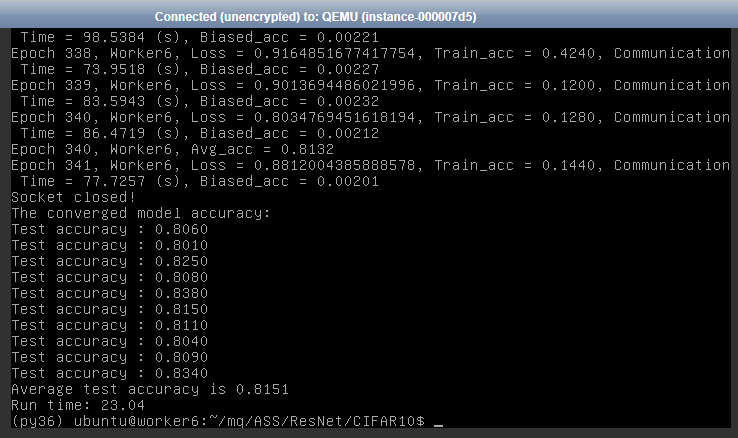 Connected (unencrypted) to: QEMU (instance-000007d5)
Time = 98.5384 (s), Biased_acc = 0.00221
Epoch 338, Worker6, Loss = 0.9164851677417754, Train_acc = 0.4240, Communication
Time = 73.9518 (s), Biased_acc = 0.00227
Epoch 339, Worker6, Loss = 0.9013694486021996, Train_acc = 0.1200, Communication
Time = 83.5943 (s), Biased_acc = 0.00232
Epoch 340, Worker6, Loss = 0.8034769451618194, Train_acc = 0.1280, Communication
Time = 86.4719 (s), Biased_acc = 0.00212
Epoch 340, Worker6, Avg_acc = 0.8132
Epoch 341, Worker6, Loss = 0.8812004385888578, Train_acc = 0.1440, Communication
Time = 77.7257 (s), Biased_acc = 0.00201
Socket closed!
The converged model accuracy:
Test accuracy : 0.8060
Test accuracy : 0.8010
Test accuracy : 0.8250
Test accuracy : 0.8080
Test accuracy : 0.8380
Test accuracy : 0.8150
Test accuracy : 0.8110
Test accuracy : 0.8040
Test accuracy : 0.8090
Test accuracy : 0.8340
Average test accuracy is 0.8151
Run time: 23.04
(py36) ubuntu@worker6:~/mq/ASS/ResNet/CIFAR10$ _